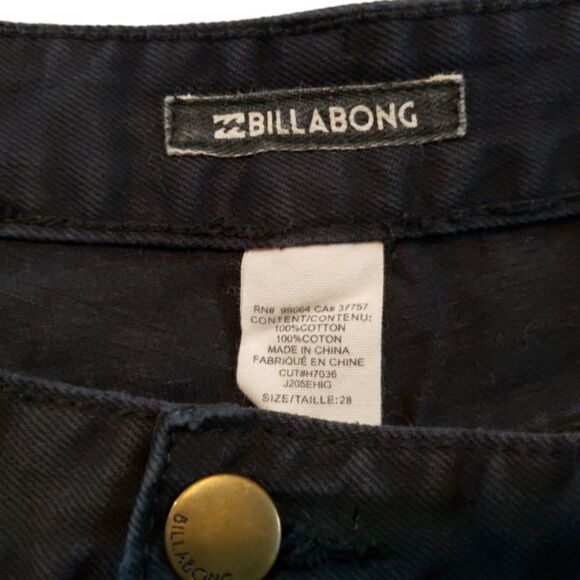 BILLABONG
RN# 99664 CA# 37757
CONTENT/CONTENU:
100%COTTON
100%COTON
MADE IN CHINA
FABRIQUÉ EN CHINE
CUT#H7036
J205EHIG
SIZE/TAILLE:28
BILLABONG